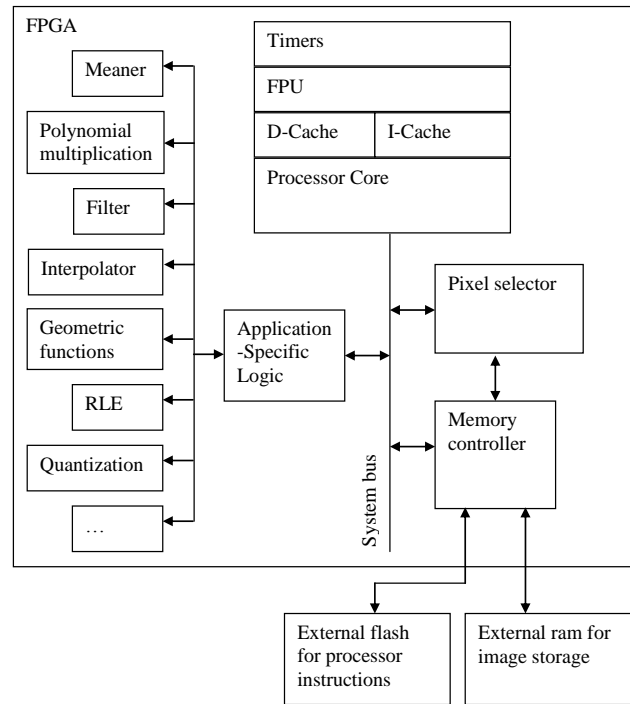 FPGA
Meaner
Polynomial
multiplication
Filter
Interpolator
Geometric
functions
RLE
Quantization
…
Timers
FPU
D-Cache
I-Cache
Processor Core
Application
-Specific
Logic
System bus
Pixel selector
Memory
controller
External flash
for processor
instructions
External ram for
image storage